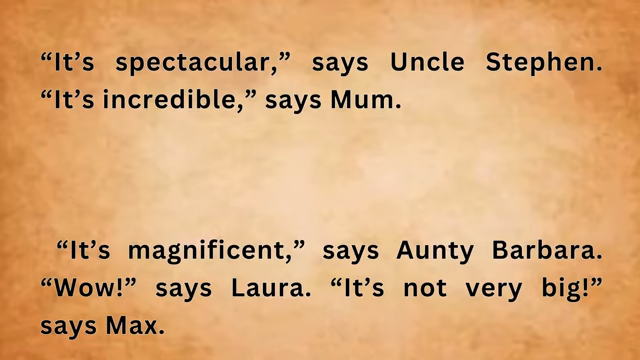 “It’s spectacular,” says Uncle Stephen.
“It’s incredible,” says Mum.
“It’s magnificent,” says Aunty Barbara.
“Wow!” says Laura. “It’s not very big!”
says Max.